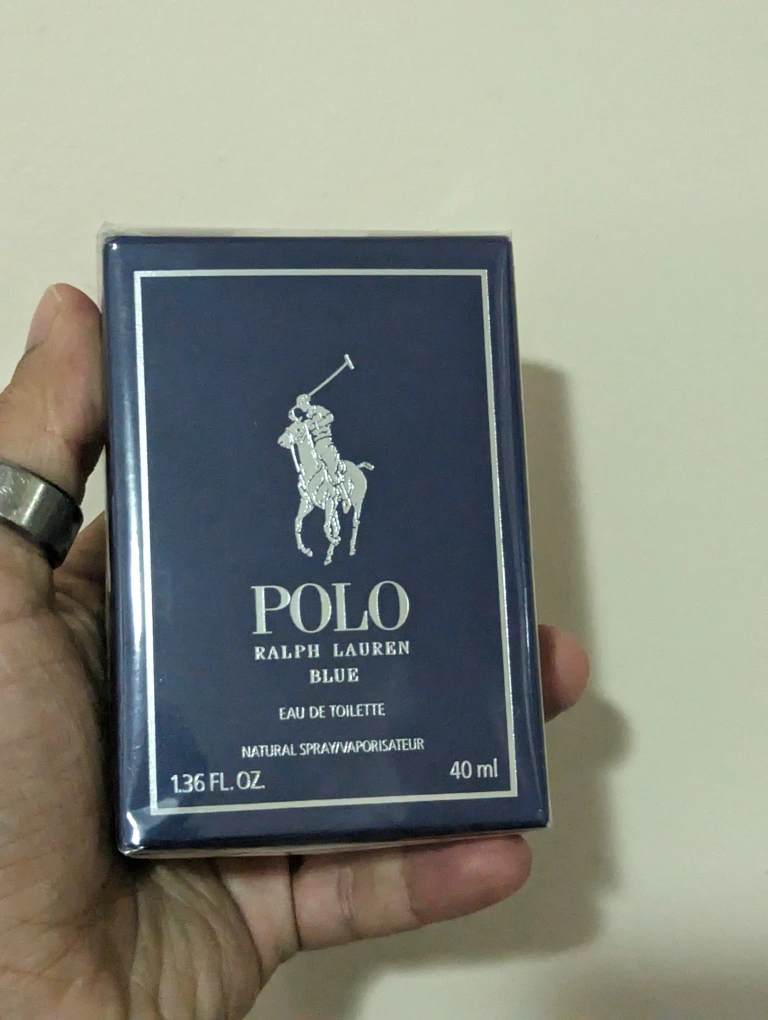 POLO
RALPH LAUREN
BLUE
EAU DE TOILETTE
NATURAL SPRAY/VAPORISATEUR
1.36 FL. OZ. 40 ml